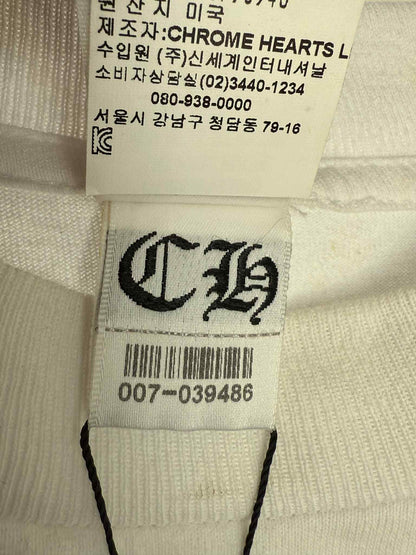 원산지 미국
제조자:CHROME HEARTS L
수입원 (주)신세계인터내셔날
소비자상담실(02)3440-1234
080-938-0000
서울시 강남구 청담동 79-16
CH
007-039486